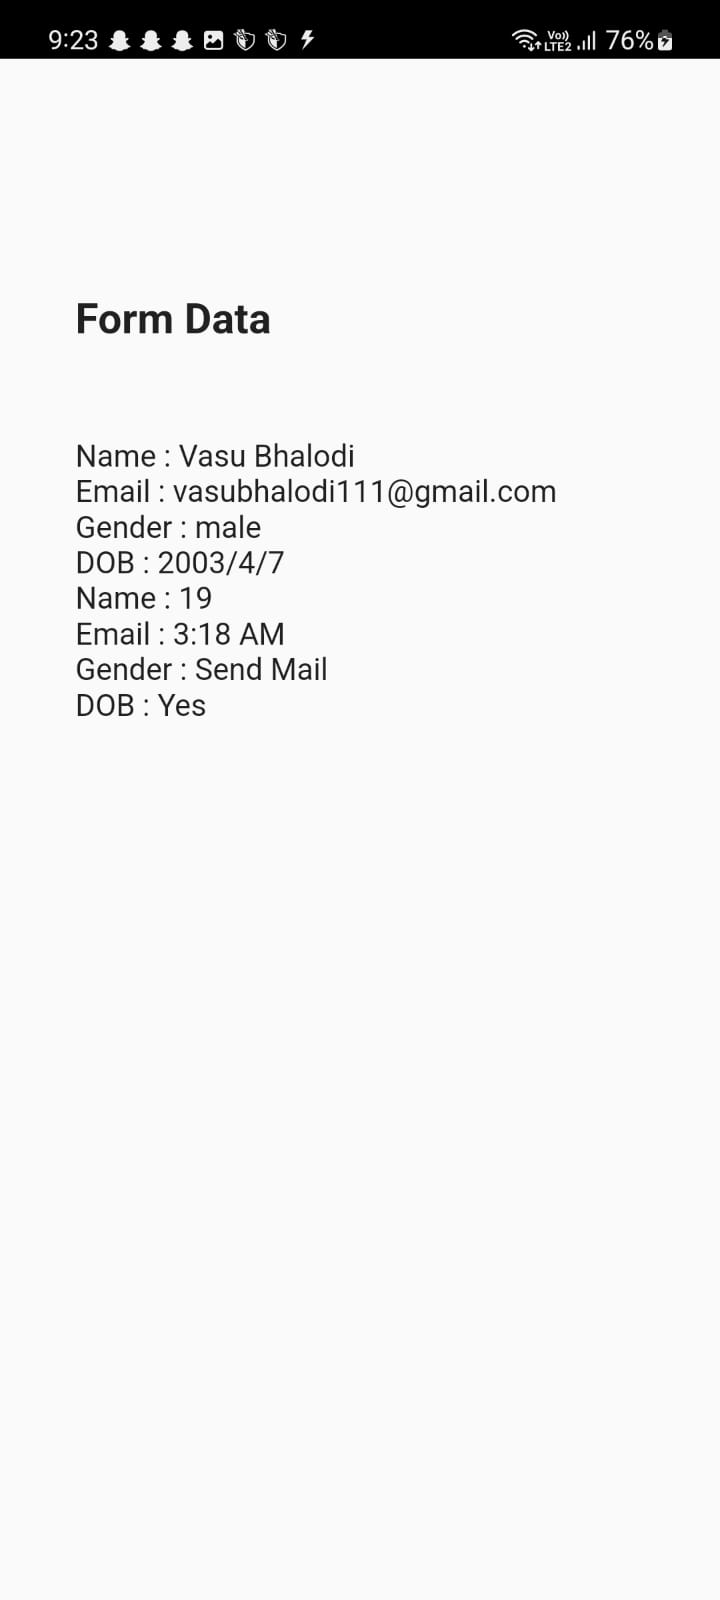 9:23 Vo)) LTE2 76%
Form Data
Name : Vasu Bhalodi
Email : vasubhalodi111@gmail.com
Gender : male
DOB : 2003/4/7
Name : 19
Email : 3:18 AM
Gender : Send Mail
DOB : Yes